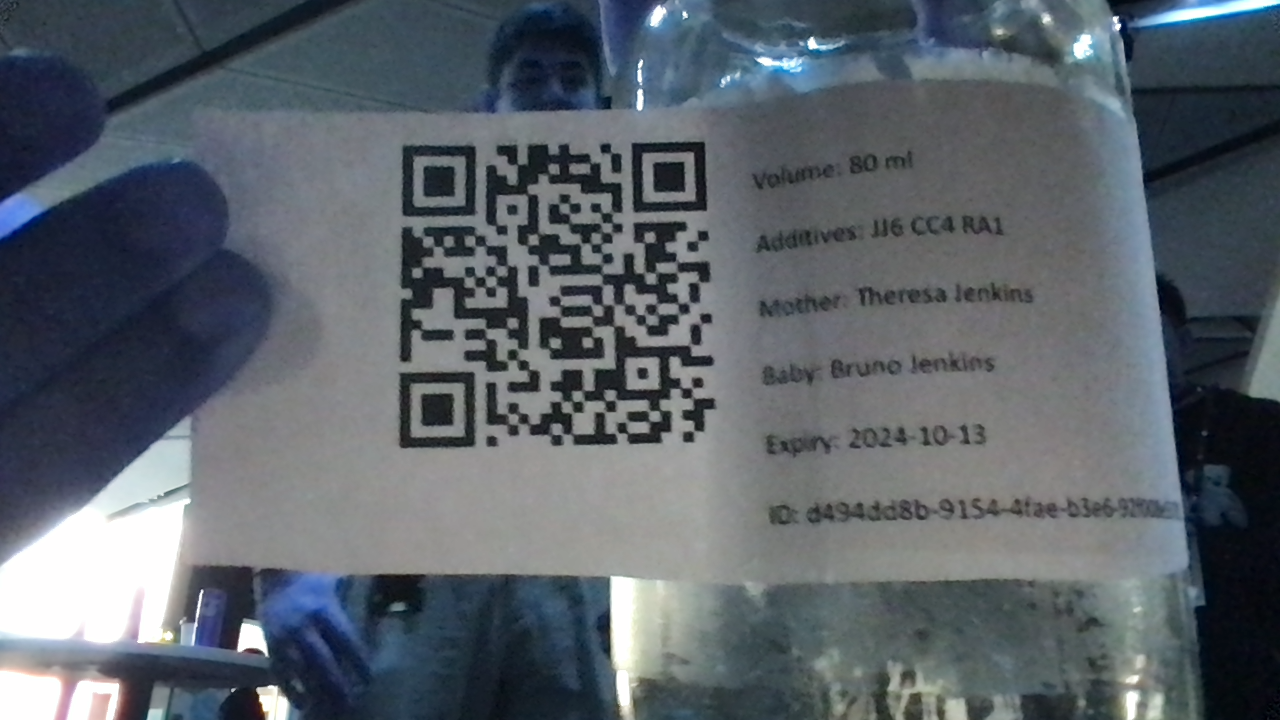 Volume: 80 ml
Additives: JJ6 CC4 RA1
Mother: Theresa Jenkins
Baby: Bruno Jenkins
Expiry: 2024-10-13
ID: d494dd8b-9154-4fae-b3e6-